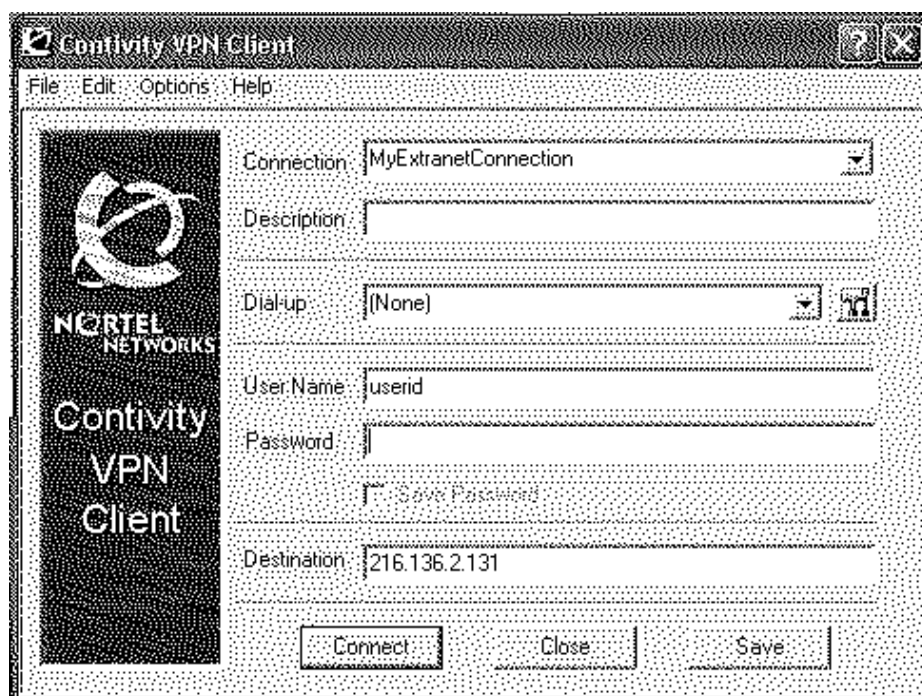 Contivity VPN Client
File Edit Options Help
Connection MyExtranetConnection
Description
Dial-up (None)
NORTEL
NETWORKS
Contivity
VPN
Client
User Name userid
Password
Save Password
Destination 216.136.2.131
Connect Close Save